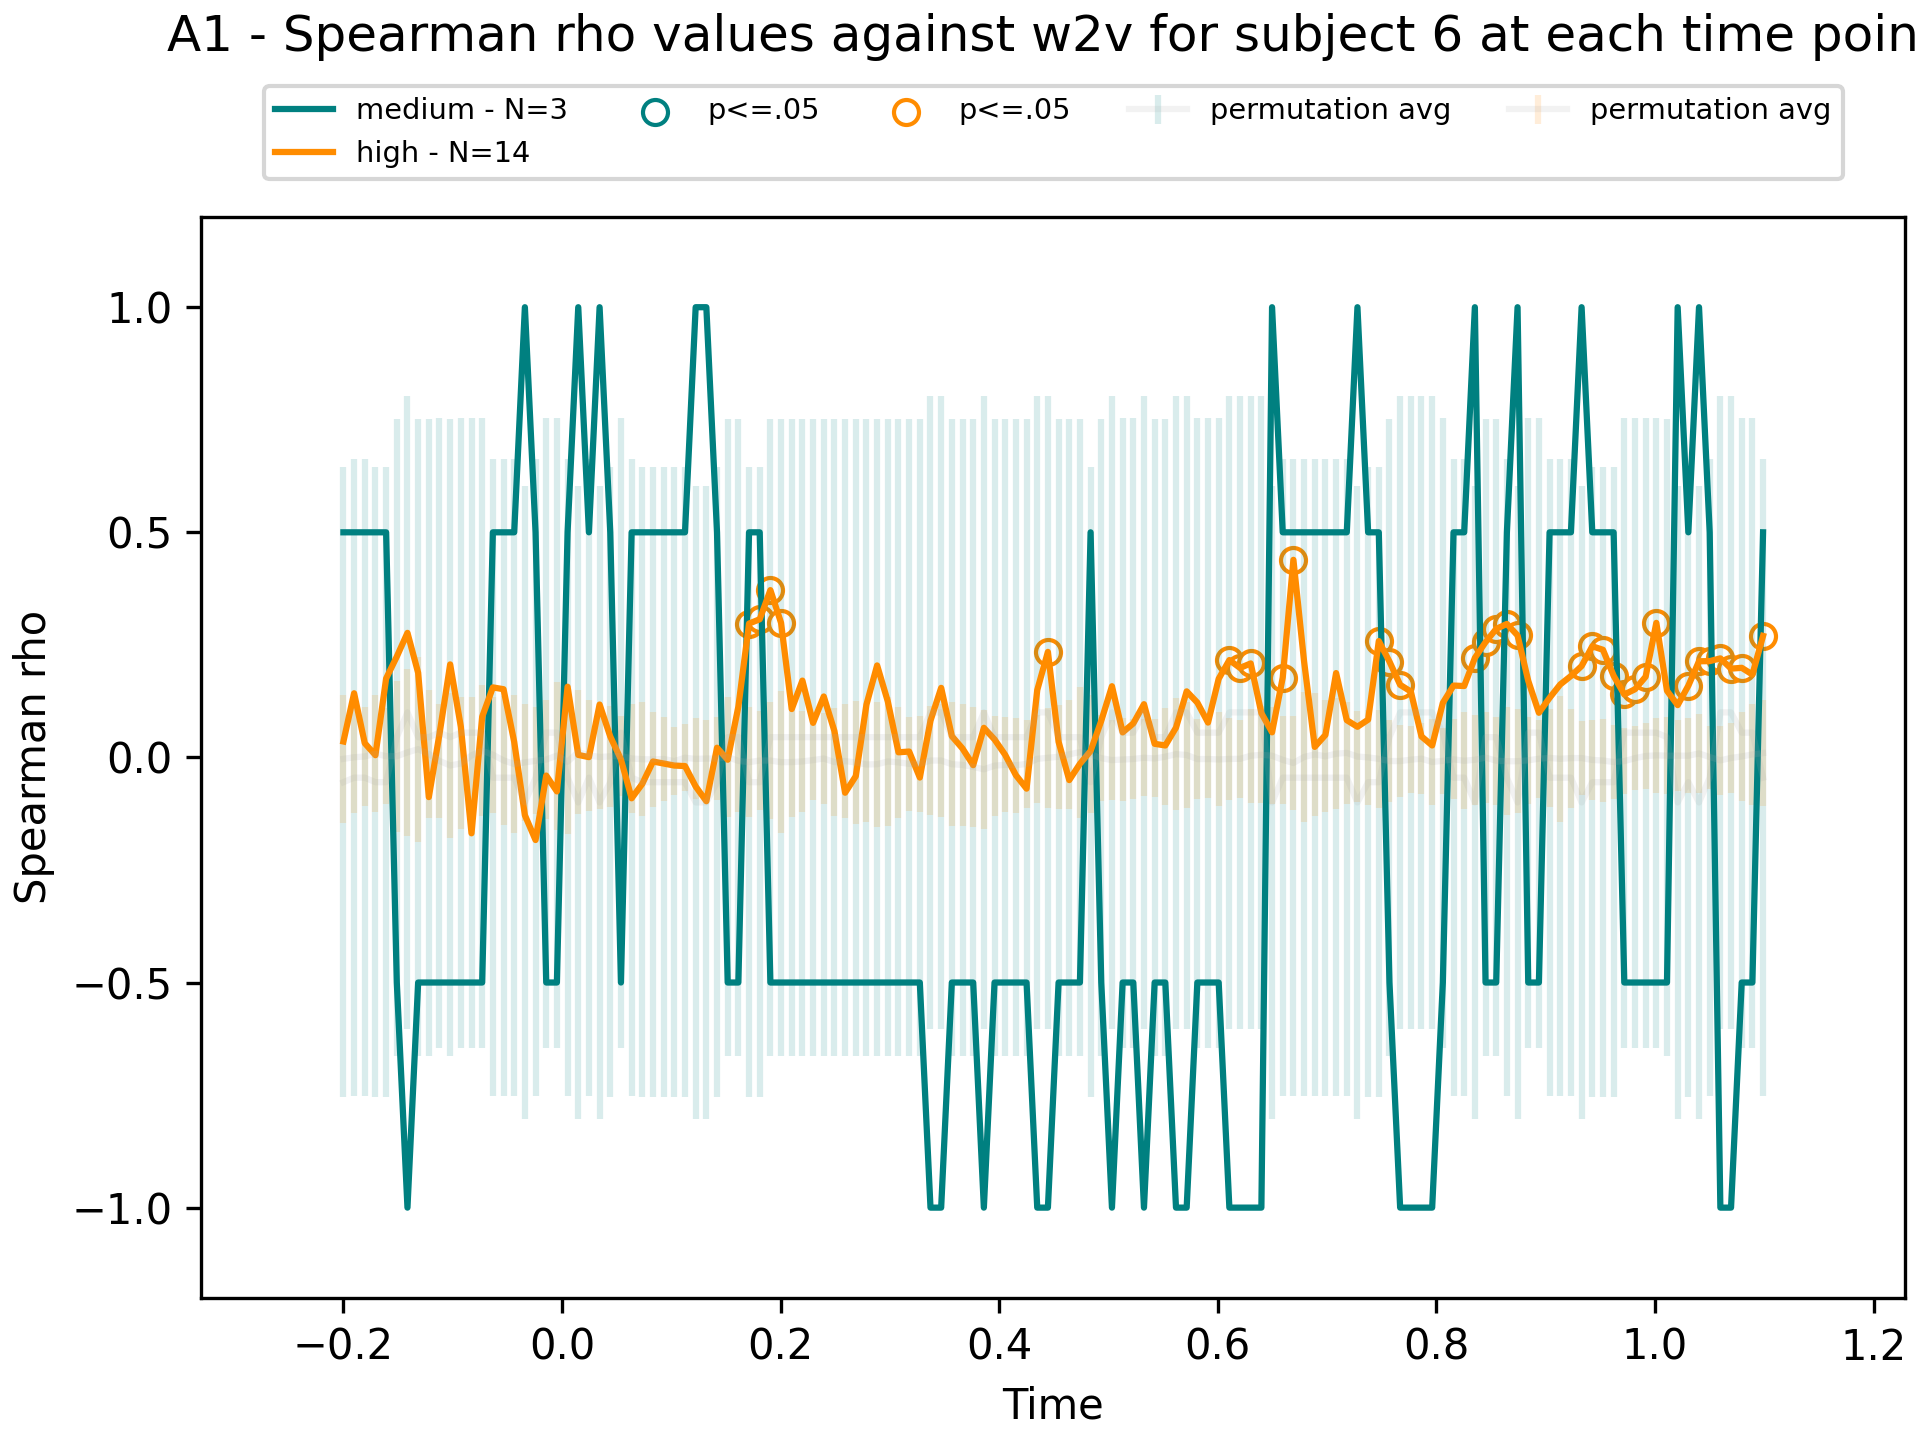 A1 - Spearman rho values against w2v for subject 6 at each time poin
medium - N=3
high - N=14
p<=.05
p<=.05
permutation avg
permutation avg
Spearman rho
1.0
0.5
0.0
−0.5
−1.0
−0.2 0.0 0.2 0.4 0.6 0.8 1.0 1.2
Time